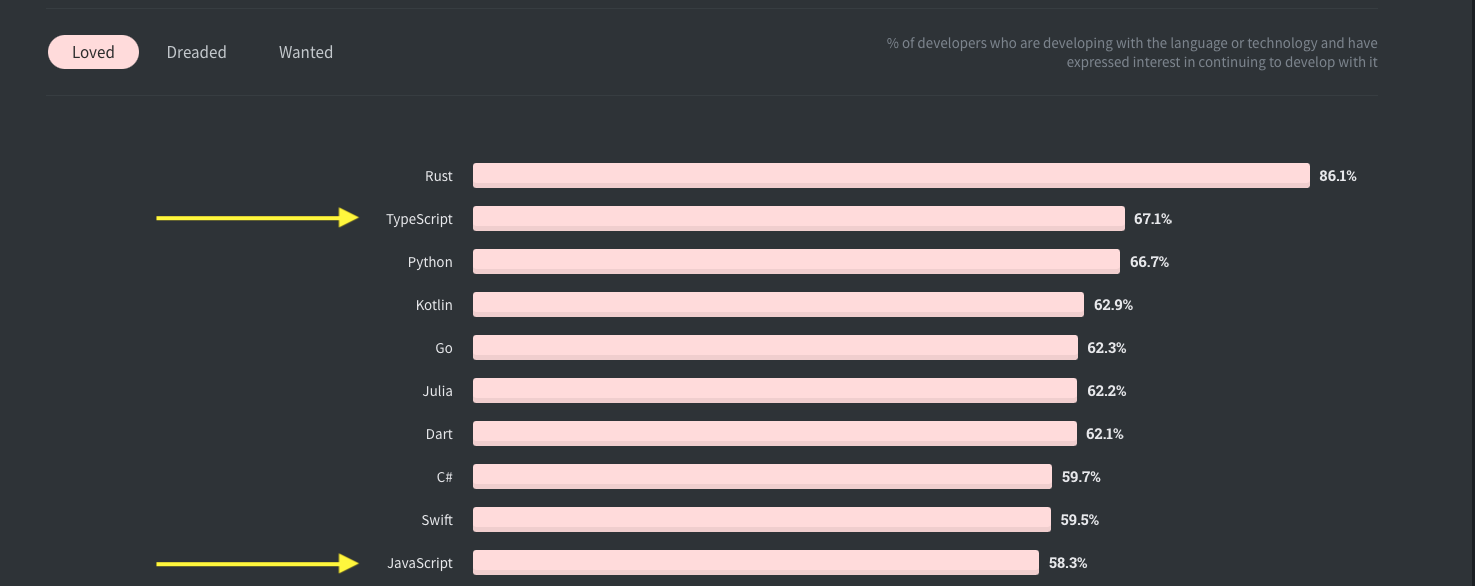 Loved Dreaded Wanted
% of developers who are developing with the language or technology and have
expressed interest in continuing to develop with it
Rust 86.1%
TypeScript 67.1%
Python 66.7%
Kotlin 62.9%
Go 62.3%
Julia 62.2%
Dart 62.1%
C# 59.7%
Swift 59.5%
JavaScript 58.3%